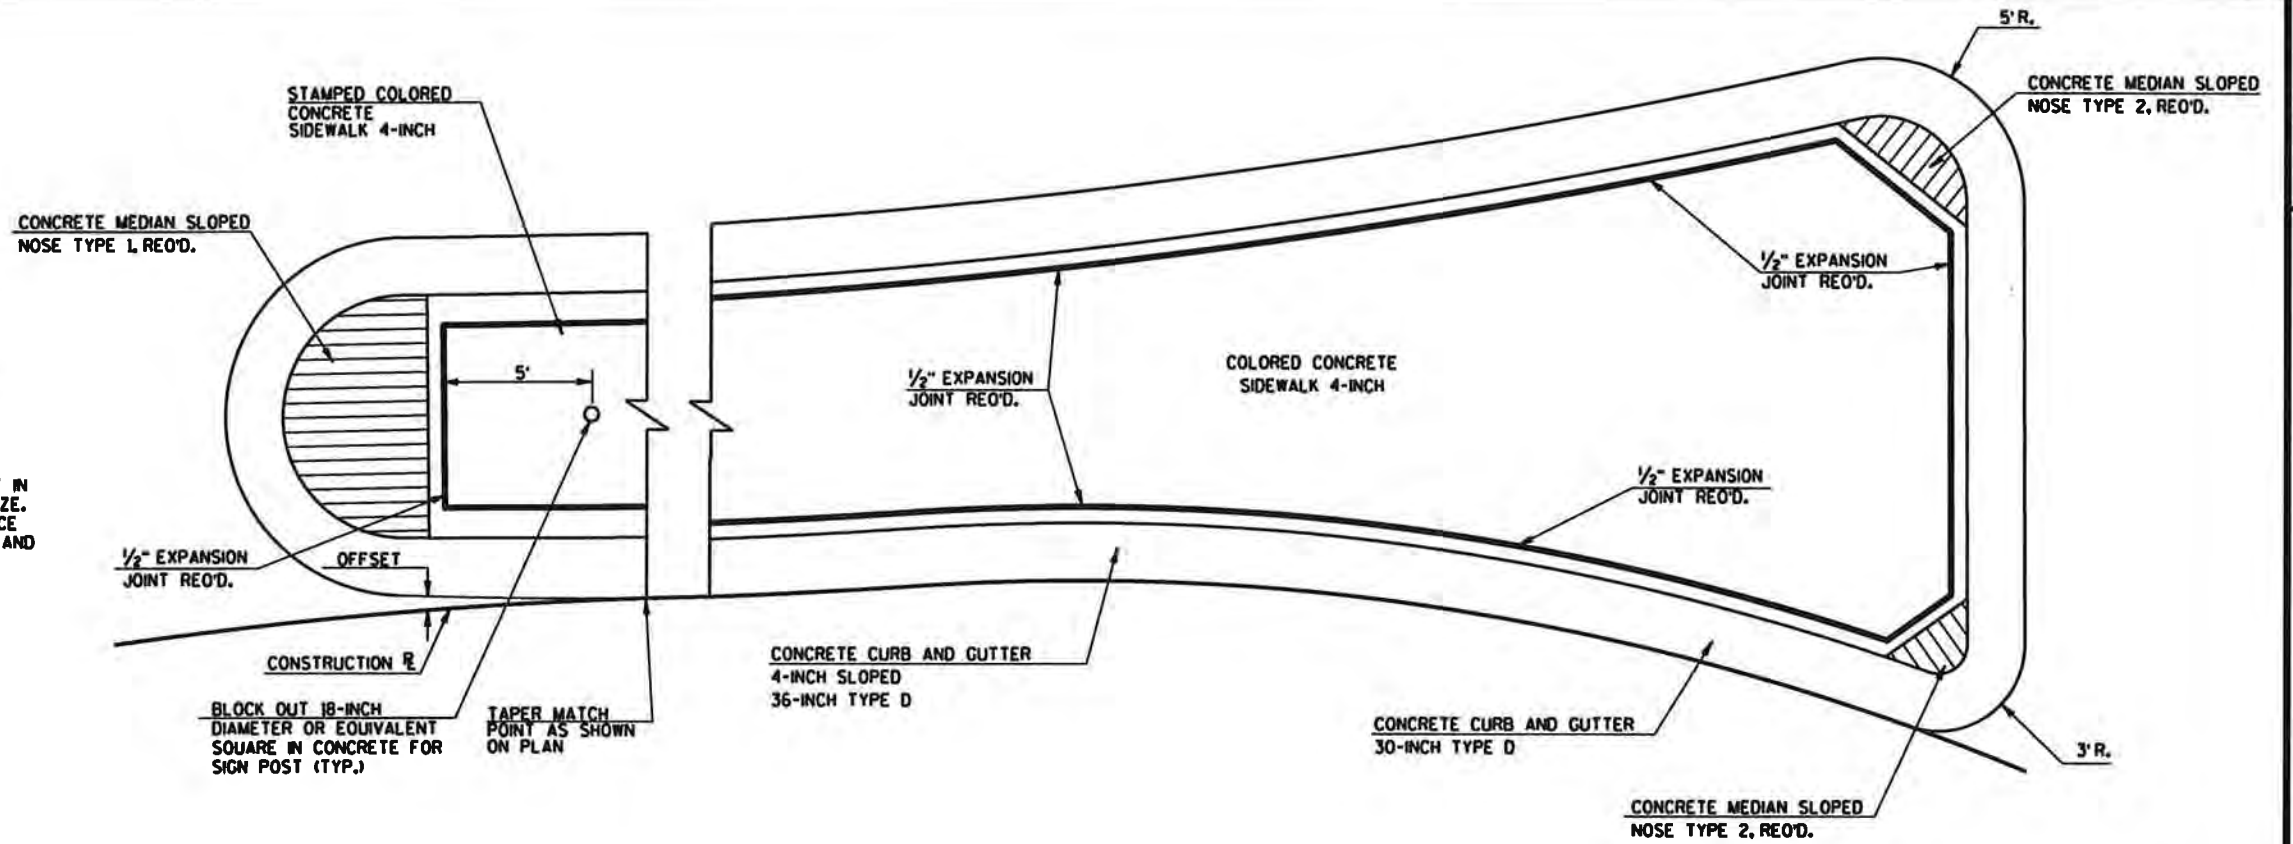 5' R.
STAMPED COLORED
CONCRETE
SIDEWALK 4-INCH
CONCRETE MEDIAN SLOPED
NOSE TYPE 2, REQ'D.
CONCRETE MEDIAN SLOPED
NOSE TYPE 1, REQ'D.
1/2" EXPANSION
JOINT REQ'D.
5'
1/2" EXPANSION
JOINT REQ'D.
COLORED CONCRETE
SIDEWALK 4-INCH
1/2" EXPANSION
JOINT REQ'D.
IN
ZE.
CE
AND
1/2" EXPANSION
JOINT REQ'D.
OFFSET
CONSTRUCTION
BLOCK OUT 18-INCH
DIAMETER OR EQUIVALENT
SQUARE IN CONCRETE FOR
SIGN POST (TYP.)
TAPER MATCH
POINT AS SHOWN
ON PLAN
CONCRETE CURB AND GUTTER
4-INCH SLOPED
36-INCH TYPE D
CONCRETE CURB AND GUTTER
30-INCH TYPE D
3' R.
CONCRETE MEDIAN SLOPED
NOSE TYPE 2, REQ'D.